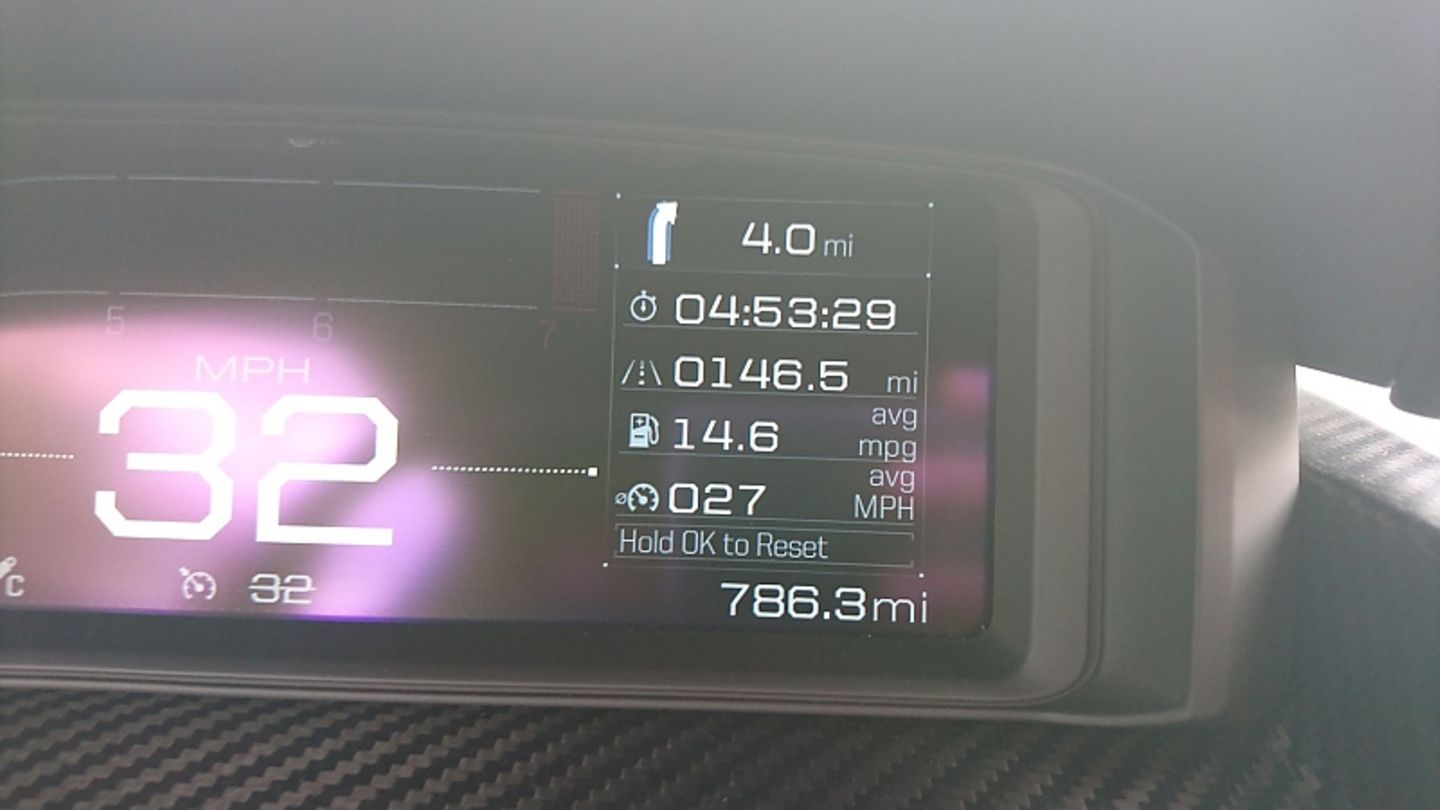 4.0 mi
04:53:29
0146.5 mi
14.6 avg mpg
027 avg MPH
Hold OK to Reset
786.3mi
5 6 7
MPH
32
C 32